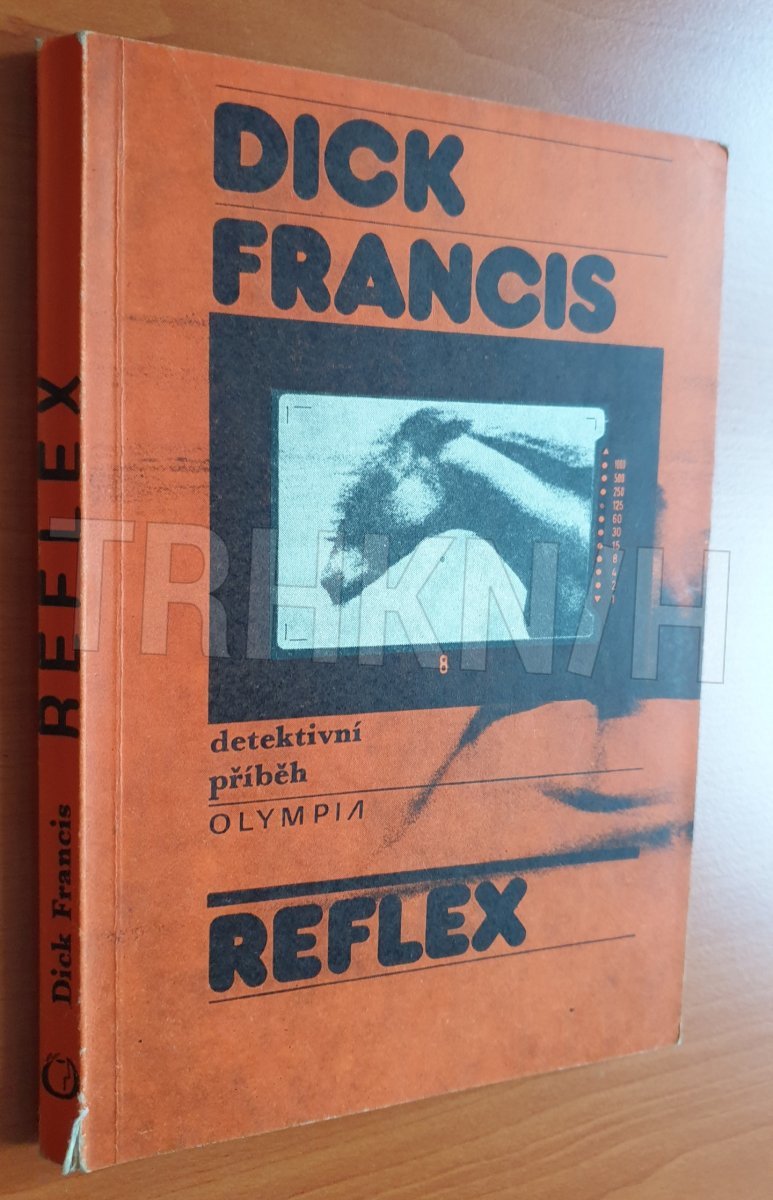 DICK
FRANCIS
1000
500
250
125
60
30
15
8
4
2
1
8
detektivní
příběh
OLYMPIA
REFLEX
Dick Francis REFLEX
TRHKNIH